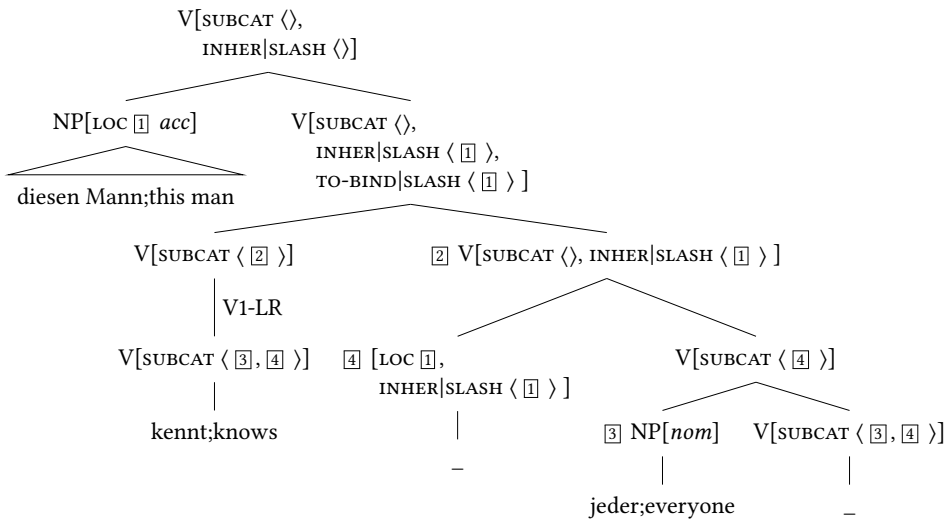 V[SUBCAT ⟨⟩,
INHER|SLASH ⟨⟩]
NP[LOC 1 acc]
V[SUBCAT ⟨⟩,
INHER|SLASH ⟨ 1 ⟩,
TO-BIND|SLASH ⟨ 1 ⟩ ]
diesen Mann;this man
V[SUBCAT ⟨ 2 ⟩]
2 V[SUBCAT ⟨⟩, INHER|SLASH ⟨ 1 ⟩ ]
V1-LR
V[SUBCAT ⟨ 3 , 4 ⟩]
4 [LOC 1 ,
INHER|SLASH ⟨ 1 ⟩ ]
V[SUBCAT ⟨ 4 ⟩]
kennt;knows
_
3 NP[nom]
V[SUBCAT ⟨ 3 , 4 ⟩]
jeder;everyone
_